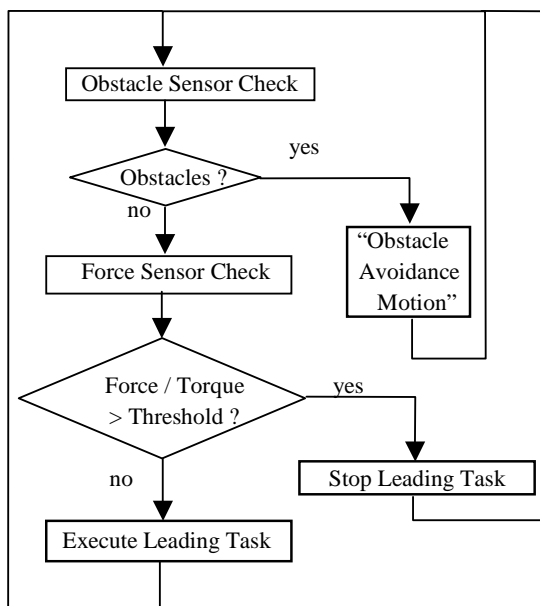 Obstacle Sensor Check
yes
Obstacles ?
no
“Obstacle
Avoidance
Motion”
Force Sensor Check
Force / Torque
> Threshold ?
yes
no
Stop Leading Task
Execute Leading Task